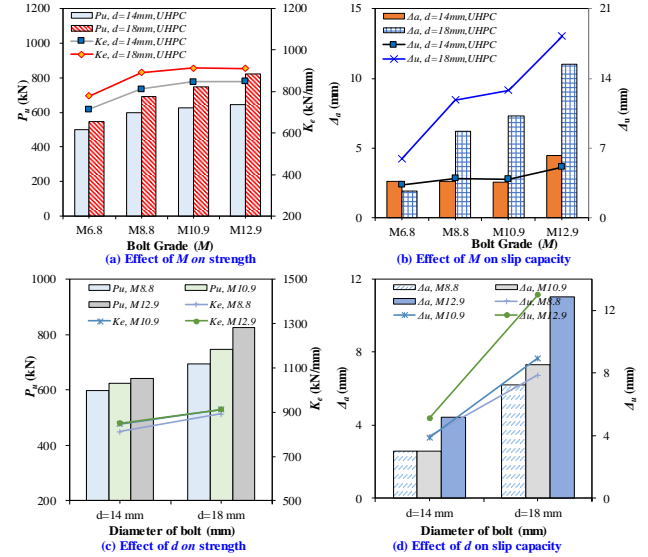 Pu, d=14mm,UHPC
Pu, d=18mm,UHPC
Ke, d=14mm,UHPC
Ke, d=18mm,UHPC
1200
1000
800
600
400
200
0
Pu (kN)
1200
1000
800
600
400
200
Ke (kN/mm)
M6.8 M8.8 M10.9 M12.9
Bolt Grade (M)
(a) Effect of M on strength
Δa, d=14mm,UHPC
Δa, d=18mm,UHPC
Δu, d=14mm,UHPC
Δu, d=18mm,UHPC
15
10
5
0
Δa (mm)
21
14
7
0
Δu (mm)
M6.8 M8.8 M10.9 M12.9
Bolt Grade (M)
(b) Effect of M on slip capacity
Pu, M8.8 Pu, M10.9
Pu, M12.9 Ke, M8.8
Ke, M10.9 Ke, M12.9
1000
800
600
400
200
Pu (kN)
1500
1300
1100
900
700
500
Ke (kN/mm)
d=14 mm d=18 mm
Diameter of bolt (mm)
(c) Effect of d on strength
Δa, M8.8 Δa, M10.9
Δa, M12.9 Δu, M8.8
Δu, M10.9 Δu, M12.9
12
8
4
0
Δa (mm)
12
8
4
0
Δu (mm)
d=14 mm d=18 mm
Diameter of bolt (mm)
(d) Effect of d on slip capacity